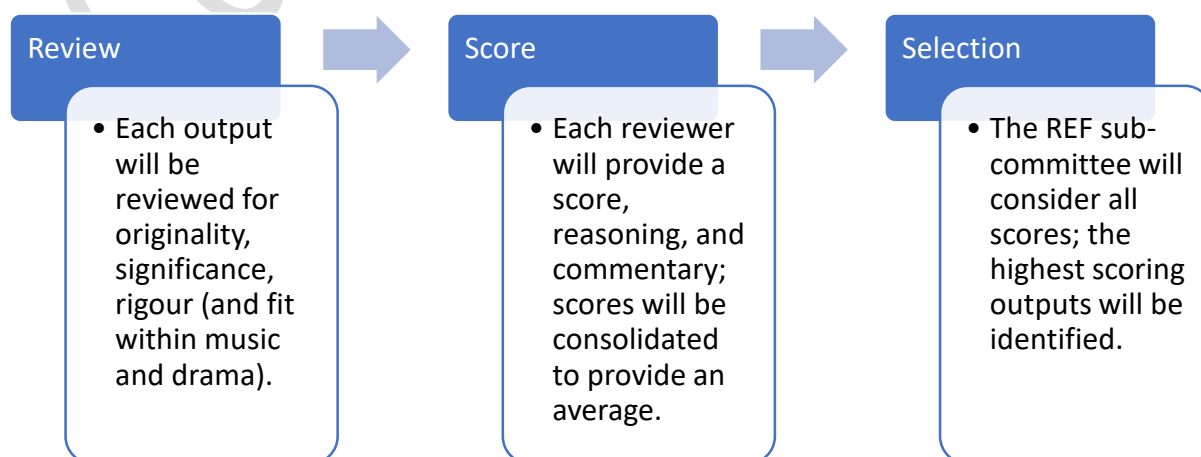 Review
• Each output
will be
reviewed for
originality,
significance,
rigour (and fit
within music
and drama).
Score
• Each reviewer
will provide a
score,
reasoning, and
commentary;
scores will be
consolidated
to provide an
average.
Selection
• The REF sub-
committee will
consider all
scores; the
highest scoring
outputs will be
identified.